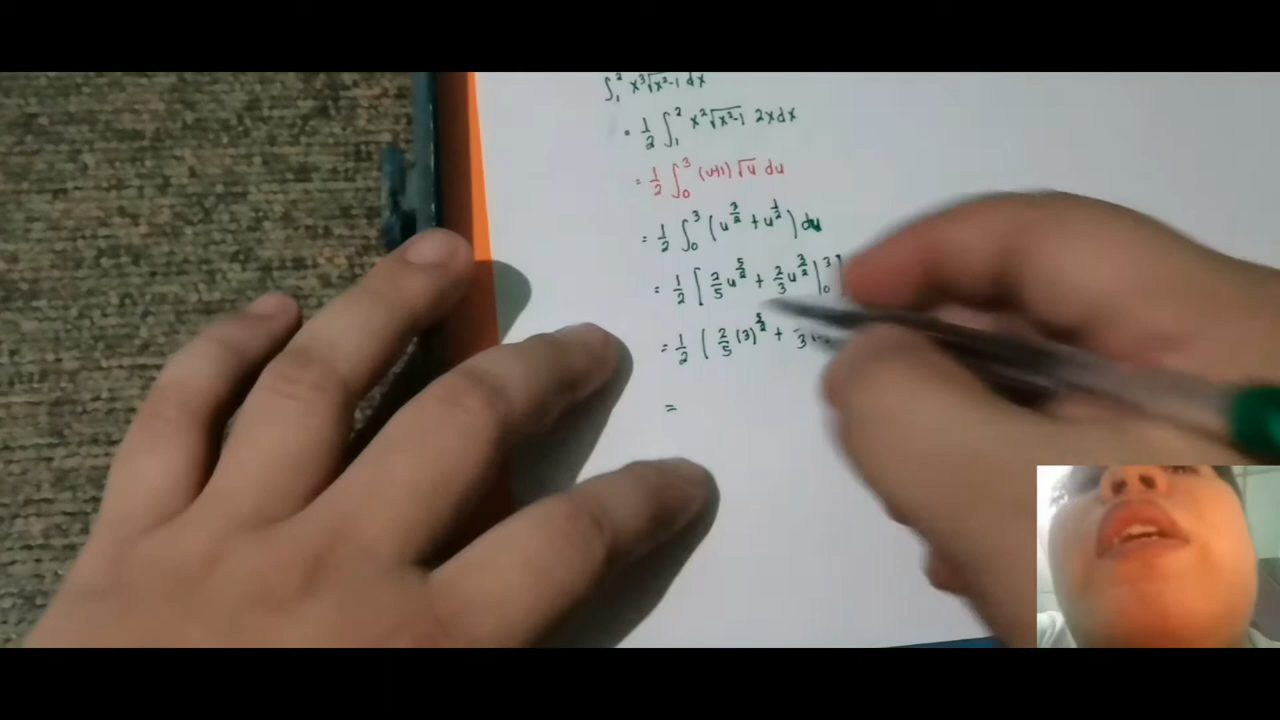 ∫₁² x³√x²-1 dx
= 1/2 ∫₁² x²√x²-1 2xdx
= 1/2 ∫₀³ (u+1) √u du
= 1/2 ∫₀³ (u^3/2 + u^1/2) du
= 1/2 [ 2/5 u^5/2 + 2/3 u^3/2 |₀³ ]
= 1/2 ( 2/5 (3)^5/2 +
=